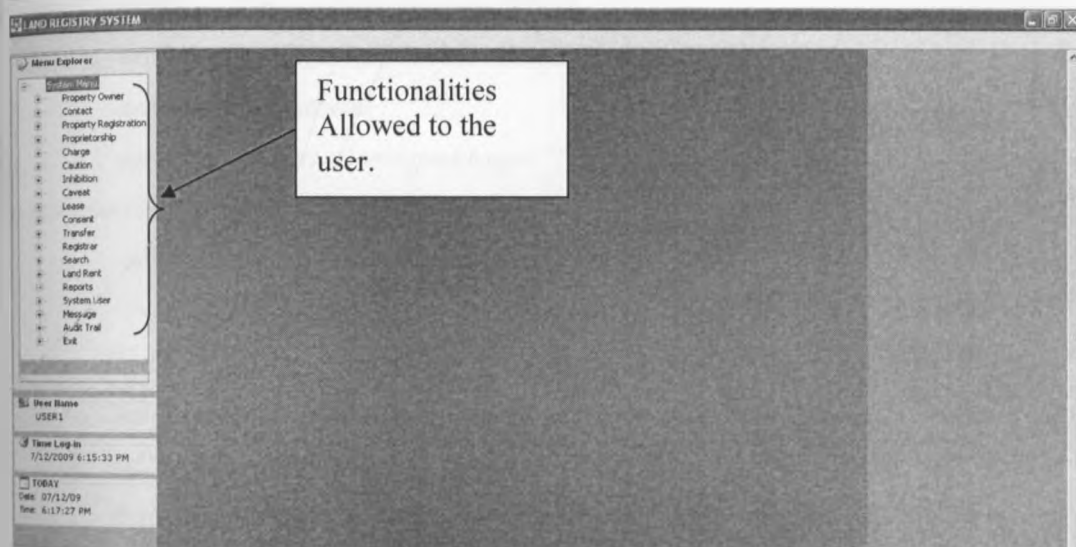 LAND REGISTRY SYSTEM
Menu Explorer
System Menu
Property Owner
Contact
Property Registration
Proprietorship
Charge
Caution
Inhibition
Caveat
Lease
Consent
Transfer
Registrar
Search
Land Rent
Reports
System User
Message
Audit Trail
Exit
Functionalities
Allowed to the
user.
User Name
USER1
Time Log-in
7/12/2009 6:15:33 PM
TODAY
Date: 07/12/09
Time: 6:17:27 PM